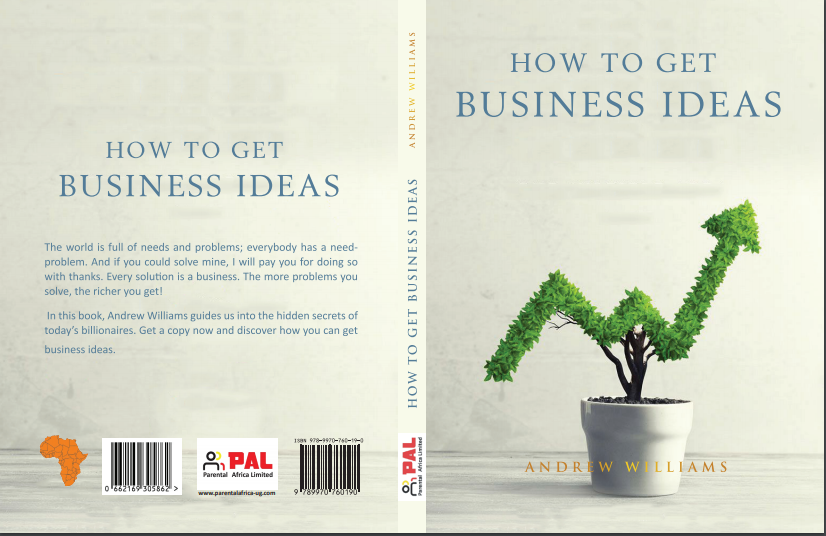 HOW TO GET
BUSINESS IDEAS
The world is full of needs and problems; everybody has a need-
problem. And if you could solve mine, I will pay you for doing so
with thanks. Every solution is a business. The more problems you
solve, the richer you get!
In this book, Andrew Williams guides us into the hidden secrets of
today's billionaires. Get a copy now and discover how you can get
business ideas.
0 662169 305862 >
PAL
Parental Africa Limited
www.parentalafrica-ug.com
ISBN 978-9970-760-19-0
9 789970 760190
ANDREW WILLIAMS
HOW TO GET BUSINESS IDEAS
PAL
Parental Africa Limited
HOW TO GET
BUSINESS IDEAS
ANDREW WILLIAMS